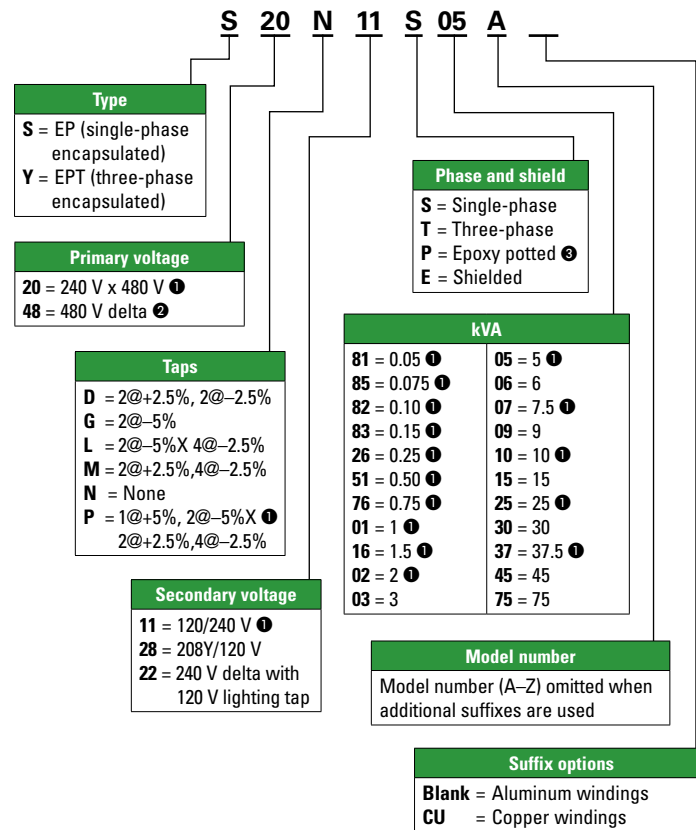 S 20 N 11 S 05 A
Type
S = EP (single-phase
encapsulated)
Y = EPT (three-phase
encapsulated)
Primary voltage
20 = 240 V x 480 V ❶
48 = 480 V delta ❷
Taps
D = 2@+2.5%, 2@–2.5%
G = 2@–5%
L = 2@–5%X 4@–2.5%
M = 2@+2.5%,4@–2.5%
N = None
P = 1@+5%, 2@–5%X ❶
2@+2.5%,4@–2.5%
Secondary voltage
11 = 120/240 V ❶
28 = 208Y/120 V
22 = 240 V delta with
120 V lighting tap
Phase and shield
S = Single-phase
T = Three-phase
P = Epoxy potted ❸
E = Shielded
kVA
81 = 0.05 ❶
85 = 0.075 ❶
82 = 0.10 ❶
83 = 0.15 ❶
26 = 0.25 ❶
51 = 0.50 ❶
76 = 0.75 ❶
01 = 1 ❶
16 = 1.5 ❶
02 = 2 ❶
03 = 3
05 = 5 ❶
06 = 6
07 = 7.5 ❶
09 = 9
10 = 10 ❶
15 = 15
25 = 25 ❶
30 = 30
37 = 37.5 ❶
45 = 45
75 = 75
Model number
Model number (A–Z) omitted when
additional suffixes are used
Suffix options
Blank = Aluminum windings
CU = Copper windings